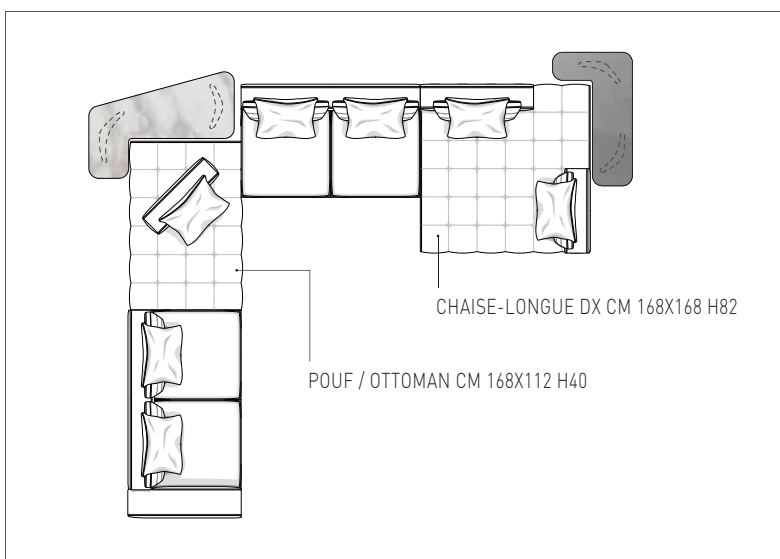 CHAISE-LONGUE DX CM 168X168 H82
POUF / OTTOMAN CM 168X112 H40